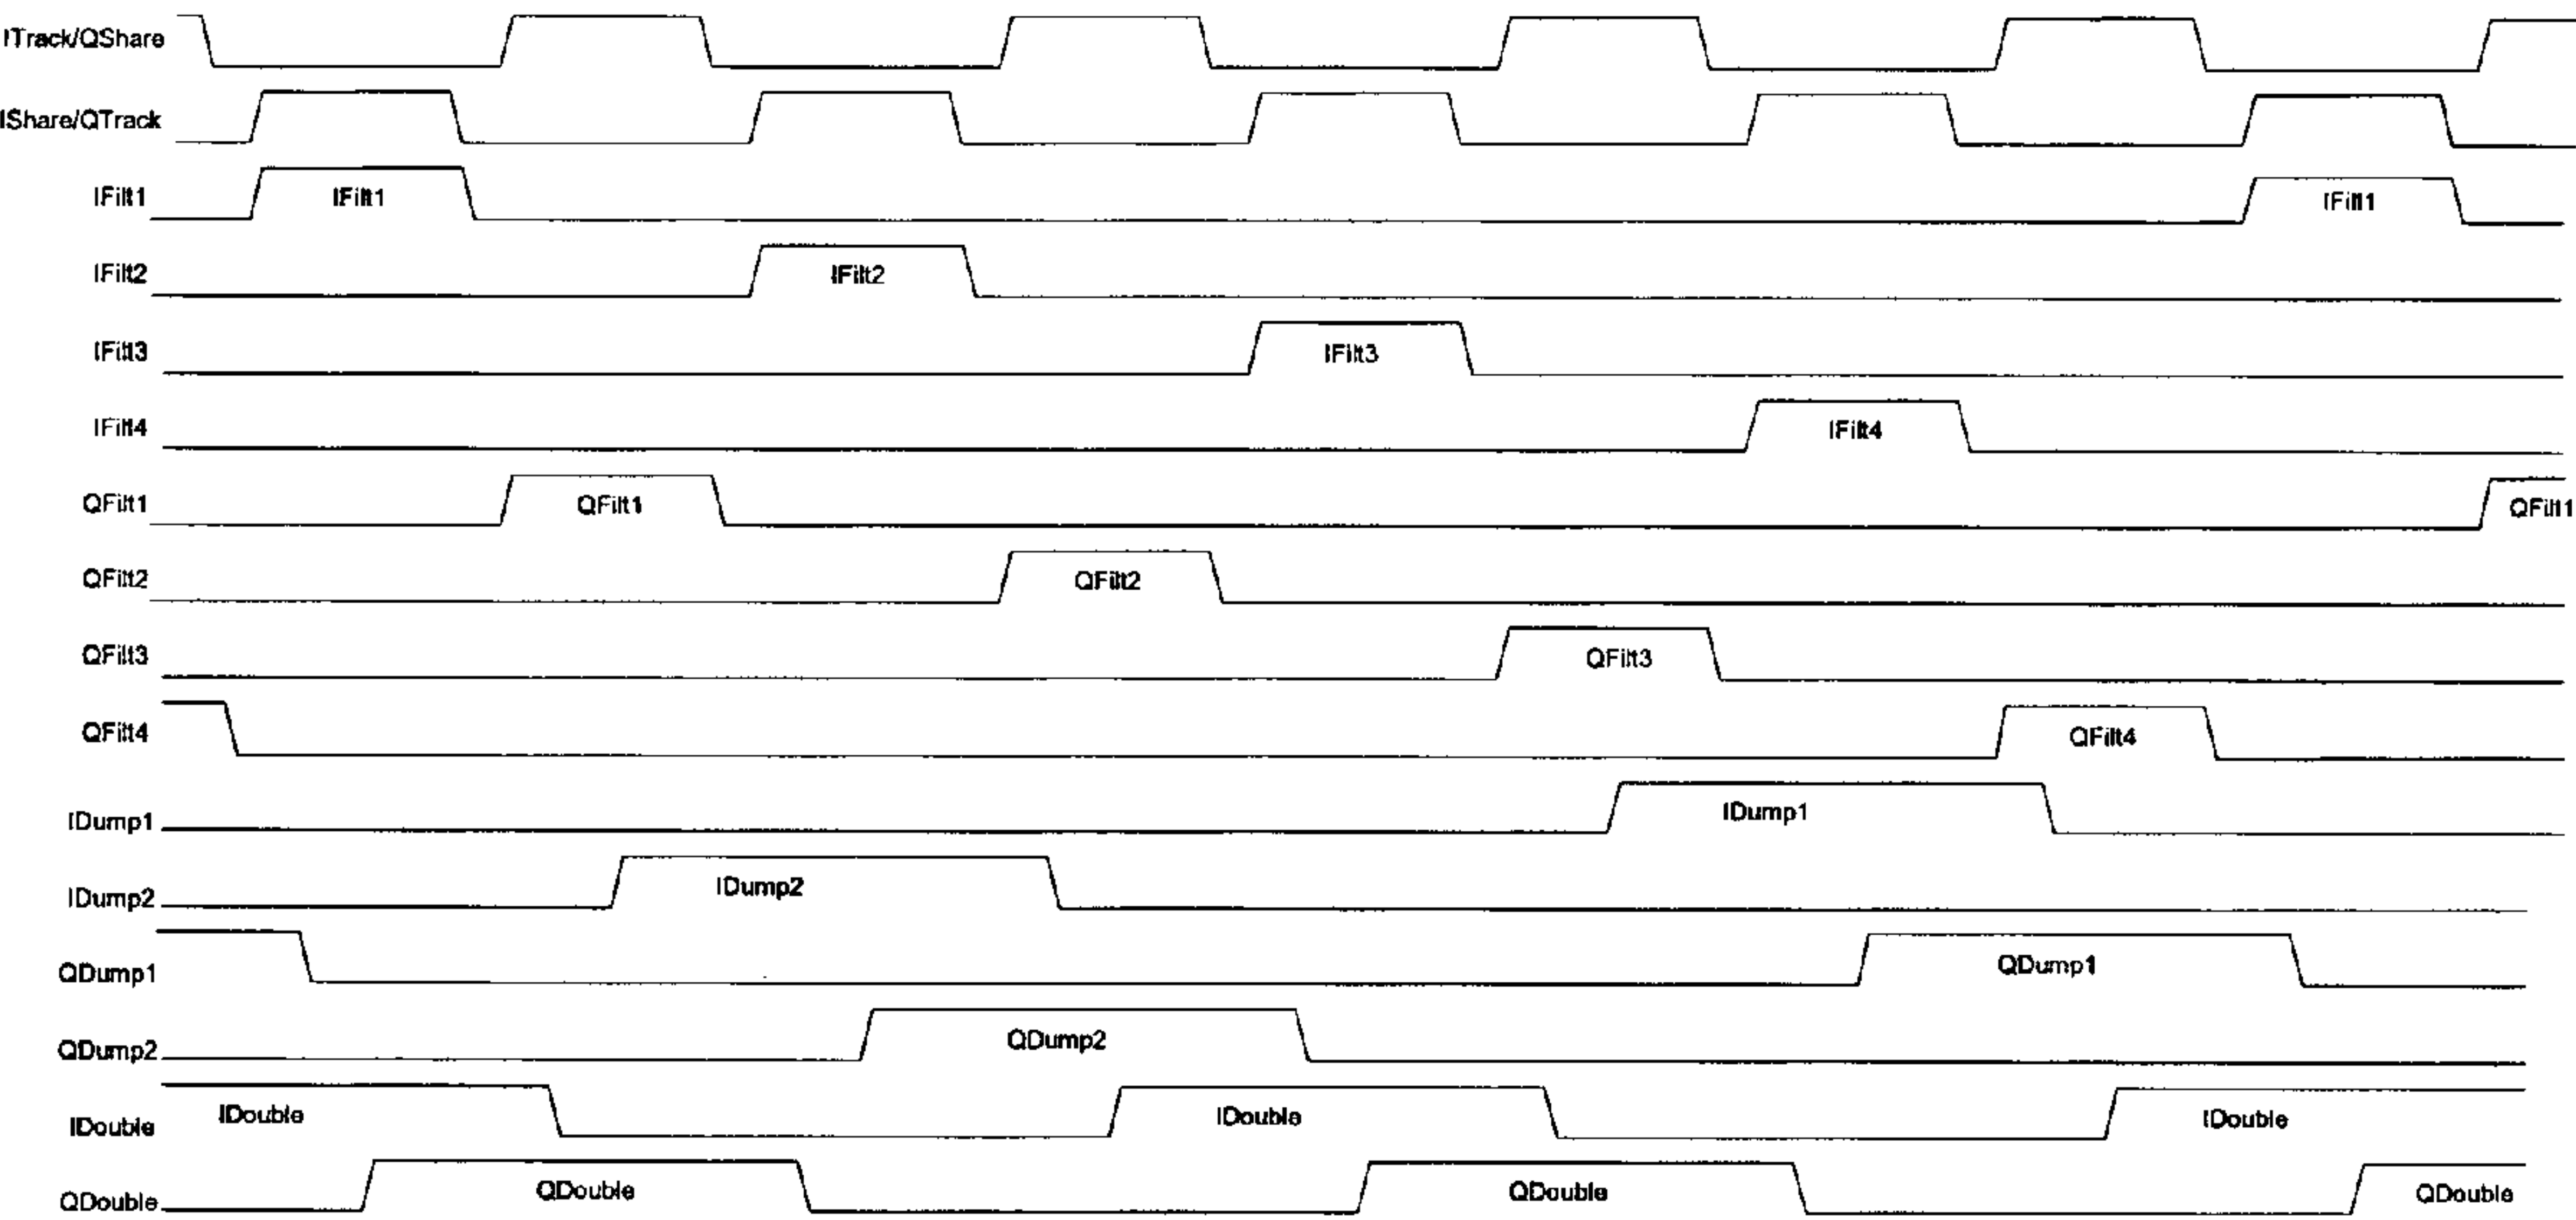 ITrack/QShare
IShare/QTrack
IFilt1 IFilt1 IFilt1
IFilt2 IFilt2
IFilt3 IFilt3
IFilt4 IFilt4
QFilt1 QFilt1 QFilt1
QFilt2 QFilt2
QFilt3 QFilt3
QFilt4 QFilt4
IDump1 IDump1
IDump2 IDump2
QDump1 QDump1
QDump2 QDump2
IDouble IDouble IDouble IDouble
QDouble QDouble QDouble QDouble